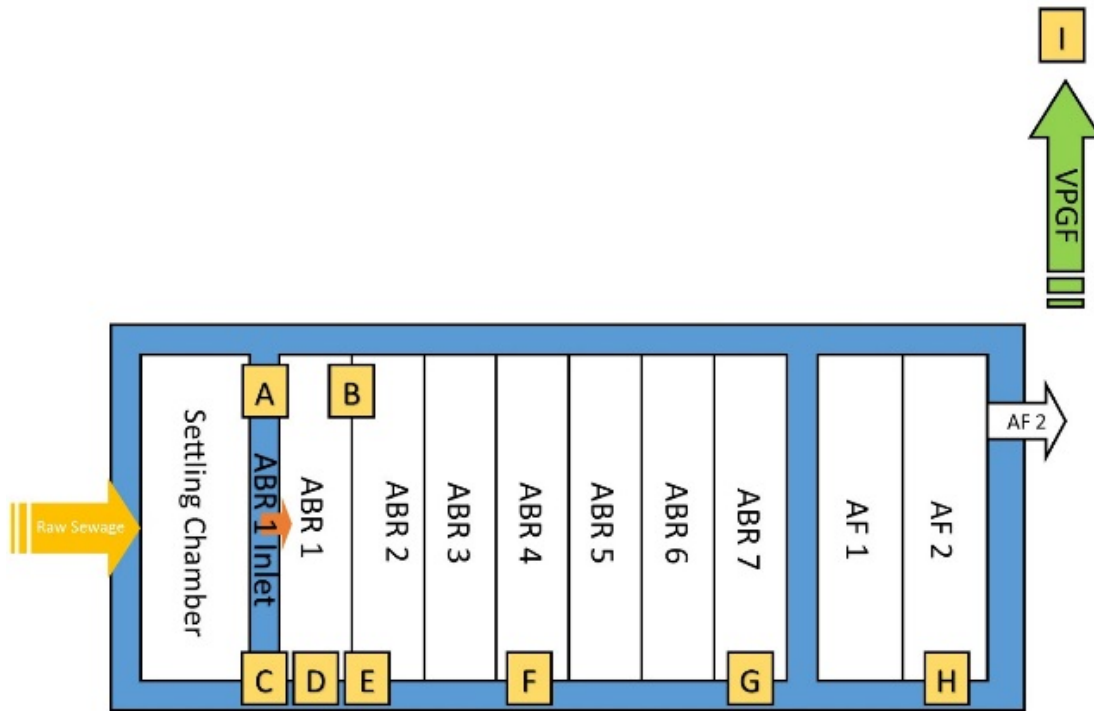 I
VPGF
A
B
Raw Sewage
Settling Chamber
ABR 1 Inlet
ABR 1
ABR 2
ABR 3
ABR 4
ABR 5
ABR 6
ABR 7
AF 1
AF 2
AF 2
C
D
E
F
G
H